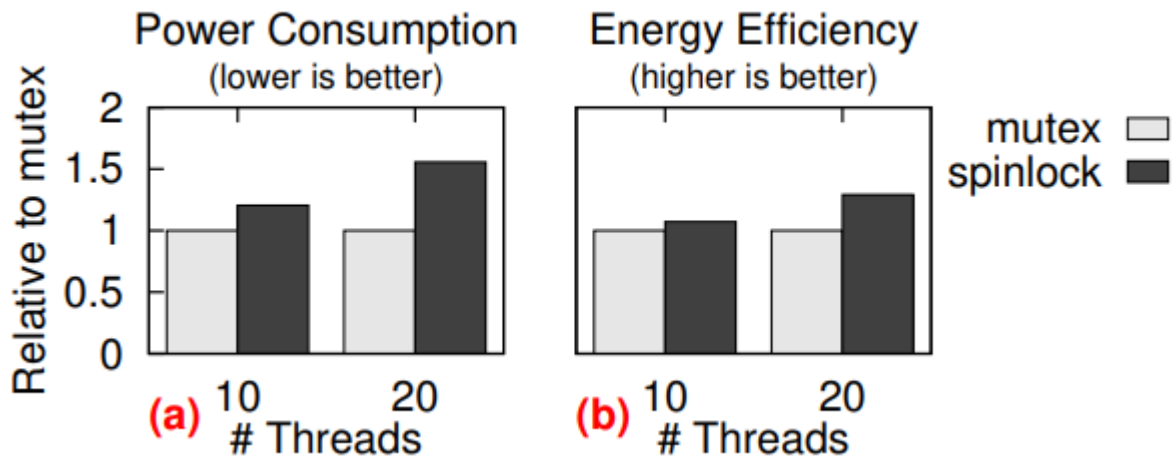 Power Consumption
(lower is better)
Energy Efficiency
(higher is better)
Relative to mutex
2
1.5
1
0.5
0
mutex
spinlock
10
20
10
20
(a)
# Threads
(b)
# Threads